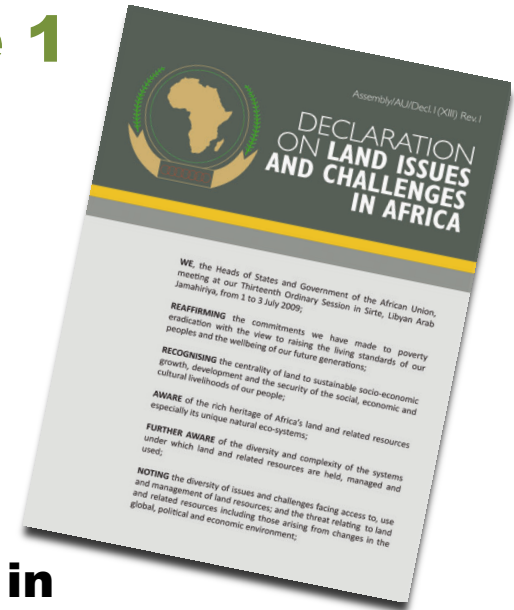 e 1
Assembly/AU/Decl.1(XIII) Rev.1
DECLARATION
ON LAND ISSUES
AND CHALLENGES
IN AFRICA
WE, the Heads of States and Government of the African Union,
meeting at our Thirteenth Ordinary Session in Sirte, Libyan Arab
Jamahiriya, from 1 to 3 July 2009;
REAFFIRMING the commitments we have made to poverty
eradication with the view to raising the living standards of our
peoples and the wellbeing of our future generations;
RECOGNISING the centrality of land to sustainable socio-economic
growth, development and the security of the social, economic and
cultural livelihoods of our people;
AWARE of the rich heritage of Africa's land and related resources
especially its unique natural eco-systems;
FURTHER AWARE of the diversity and complexity of the systems
under which land and related resources are held, managed and
used;
NOTING the diversity of issues and challenges facing access to, use
and management of land resources; and the threat relating to land
and related resources including those arising from changes in the
global, political and economic environment;
in